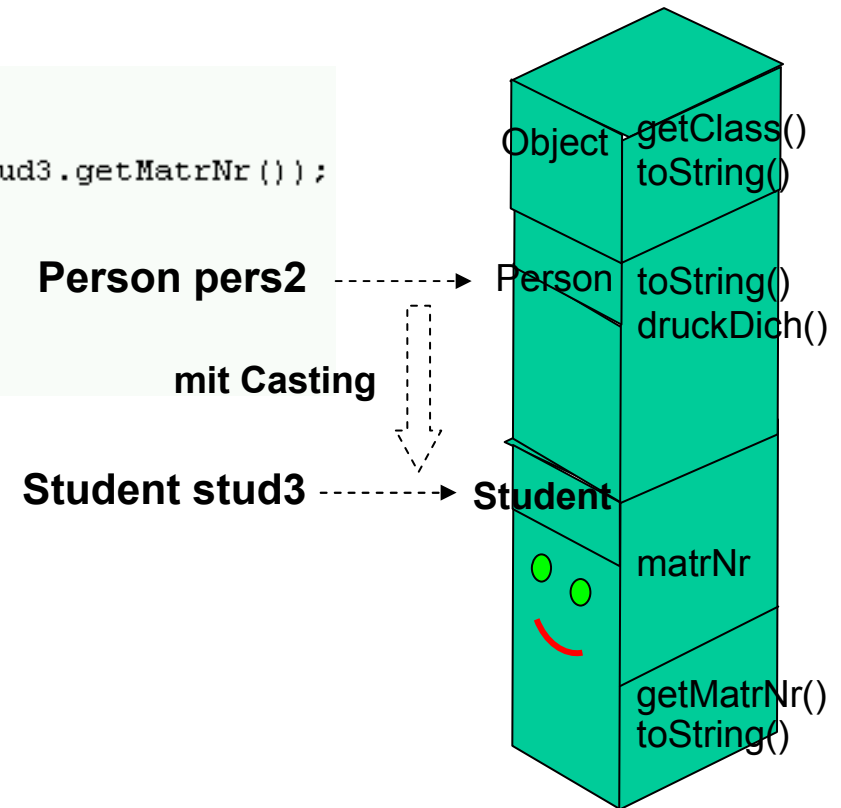 ud3.getMatrNr());
Person pers2
mit Casting
Student stud3
Object
getClass()
toString()
Person
toString()
druckDich()
Student
matrNr
getMatrNr()
toString()